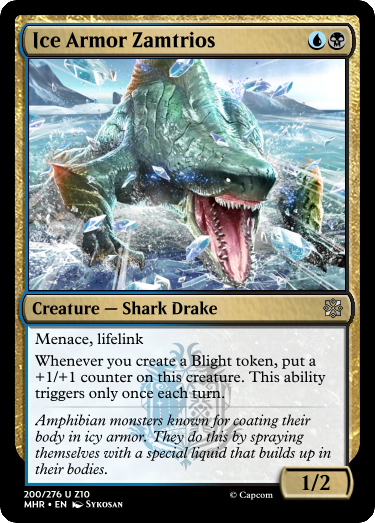 Ice Armor Zamtrios
Creature — Shark Drake
Menace, lifelink
Whenever you create a Blight token, put a
+1/+1 counter on this creature. This ability
triggers only once each turn.
Amphibian monsters known for coating their
body in icy armor. They do this by spraying
themselves with a special liquid that builds up in
their bodies.
1/2
200/276 U Z10
MHR • EN Sykosan
© Capcom